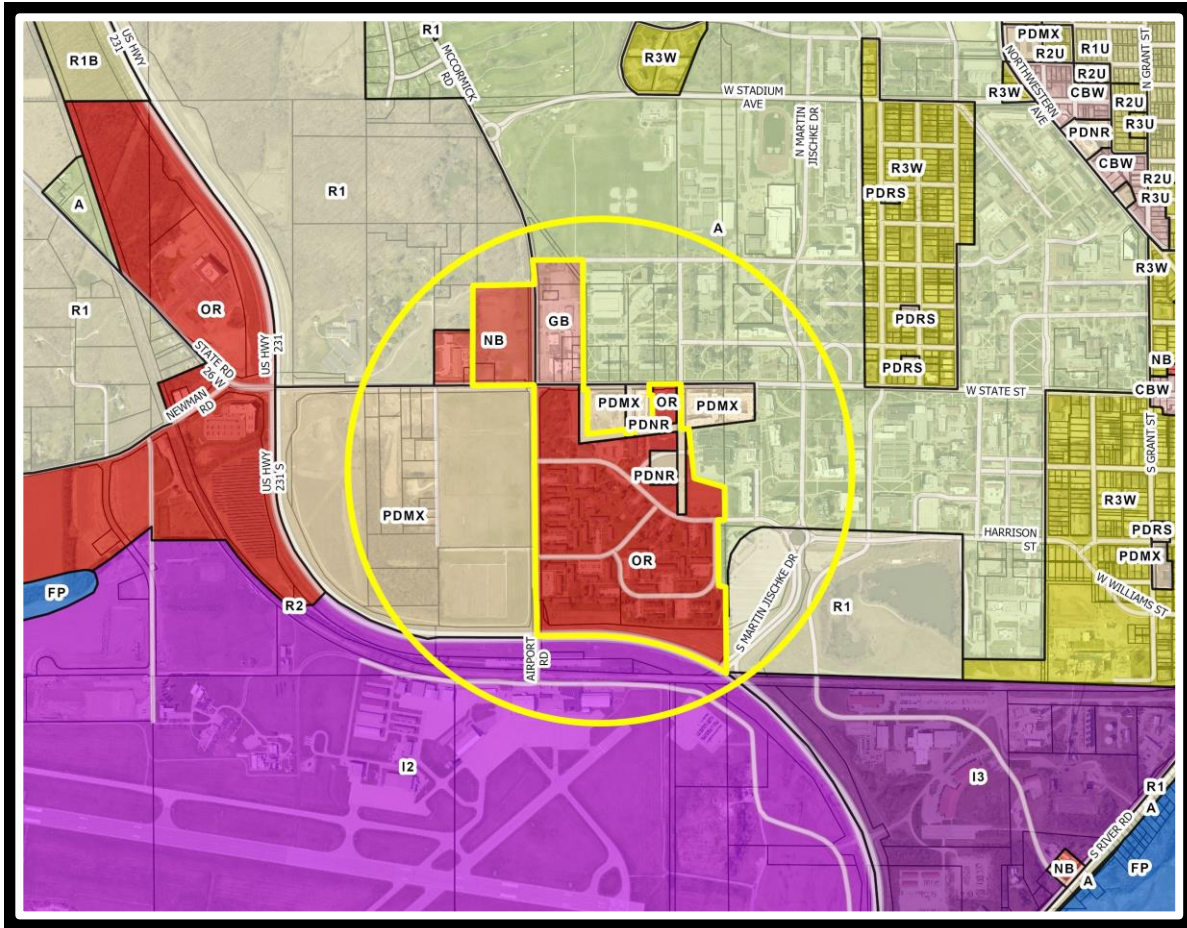 R1
PDMX
US HWY
231
R3W
R2U
R1U
N GRANT ST
R1B
MCCORMICK
RD
NORTHWESTERN
AVE
R2U
W STADIUM
AVE
R3W
CBW
R2U
N MARTIN
JISCHKE DR
PDNR
R3U
CBW
R3W
R1
R2U
PDRS
R3U
A
A
R3W
OR
R1
GB
PDRS
US HWY
231
NB
STATE RD
26 W
NB
PDRS
NEWMAN
RD
W STATE ST
CBW
PDMX
OR
PDMX
PDNR
S GRANT ST
US HWY
231 S
PDNR
R3W
PDMX
HARRISON
ST
PDRS
PDMX
OR
FP
S MARTIN JISCHKE DR
W WILLIAMS ST
R2
R1
AIRPORT
RD
I2
I3
R1
A
S RIVER RD
NB
A
FP